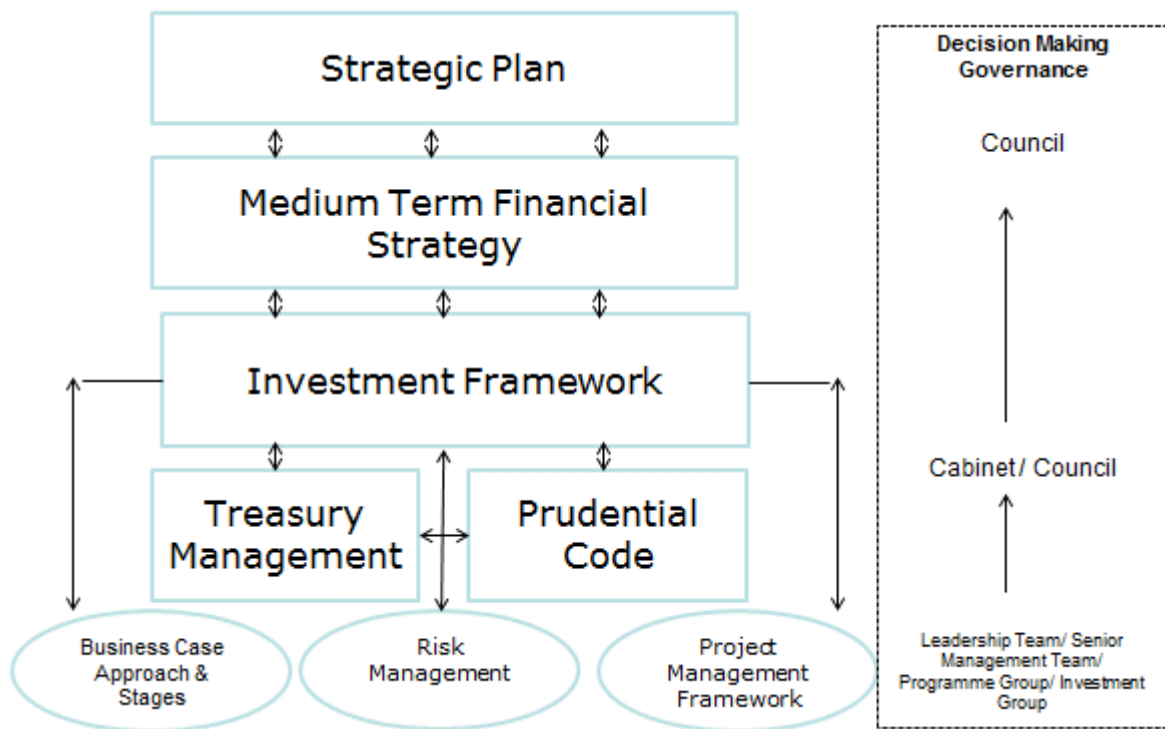 Strategic Plan
Medium Term Financial
Strategy
Investment Framework
Treasury
Management
Prudential
Code
Business Case
Approach &
Stages
Risk
Management
Project
Management
Framework
Decision Making
Governance
Council
Cabinet / Council
Leadership Team/ Senior
Management Team/
Programme Group/ Investment
Group